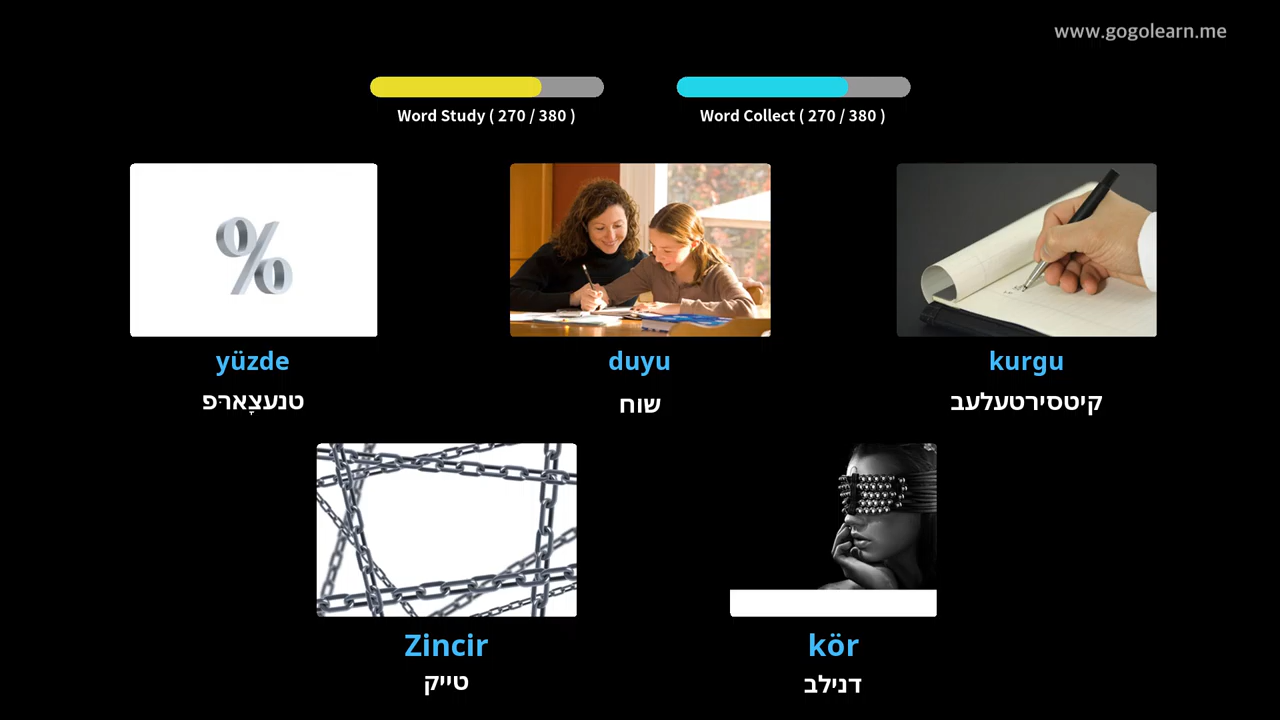 www.gogolearn.me
Word Study ( 270 / 380 )
Word Collect ( 270 / 380 )
yüzde
טנעצָארּפ
duyu
שוח
kurgu
קיטסירטעלעב
Zincir
טייק
kör
דנילב